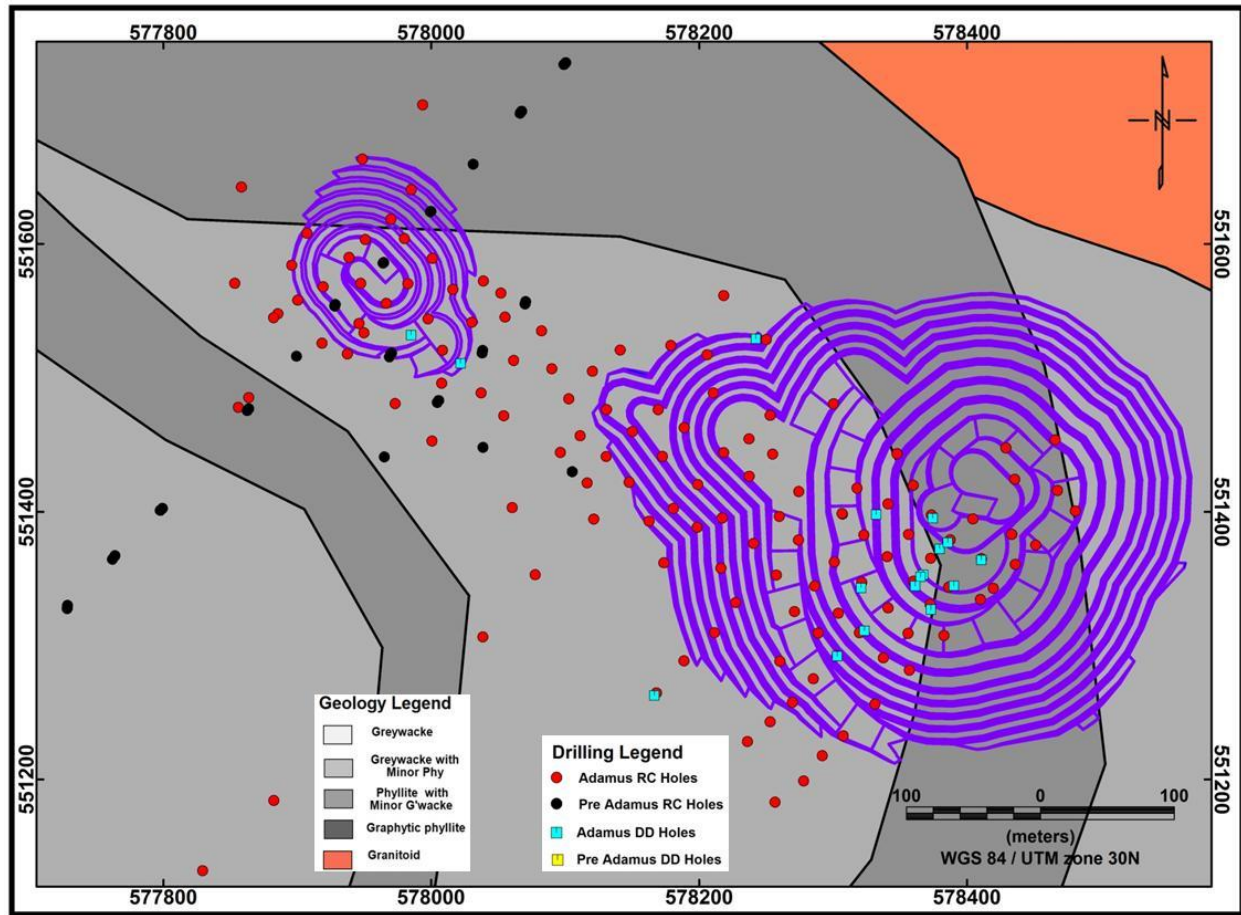 577800 578000 578200 578400
551600
551400
551200
551600
551400
551200
N
Geology Legend
Greywacke
Greywacke with
Minor Phy
Phyllite with
Minor G'wacke
Graphytic phyllite
Granitoid
Drilling Legend
Adamus RC Holes
Pre Adamus RC Holes
Adamus DD Holes
Pre Adamus DD Holes
100 0 100
(meters)
WGS 84 / UTM zone 30N
577800 578000 578200 578400